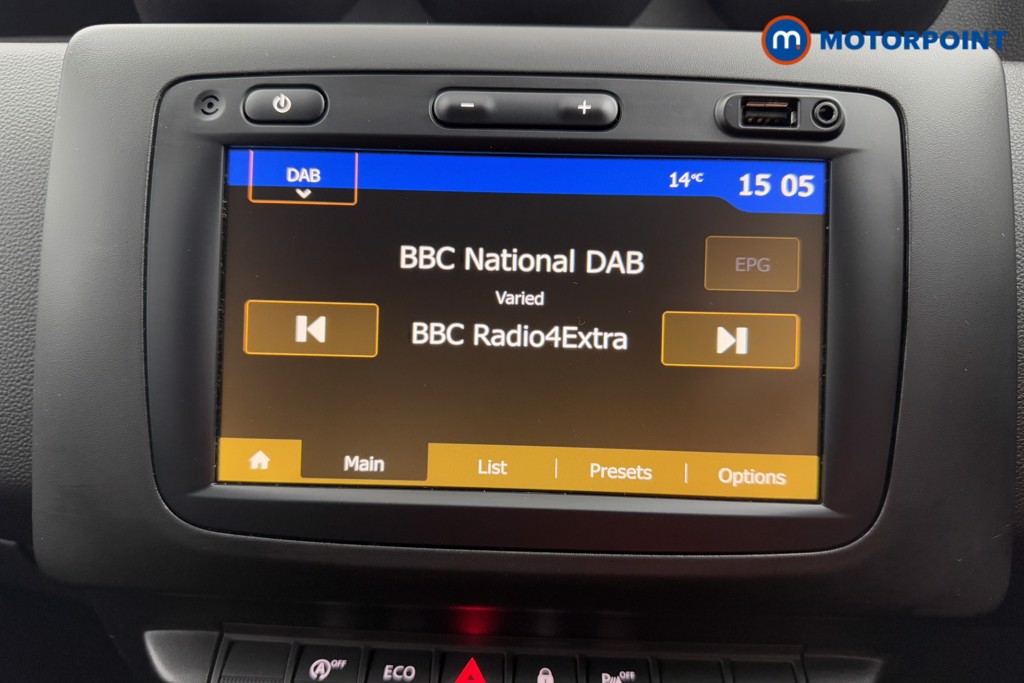 m MOTORPOINT
DAB
14°C 15 05
BBC National DAB
EPG
Varied
BBC Radio4Extra
Main List Presets Options
OFF ECO OFF